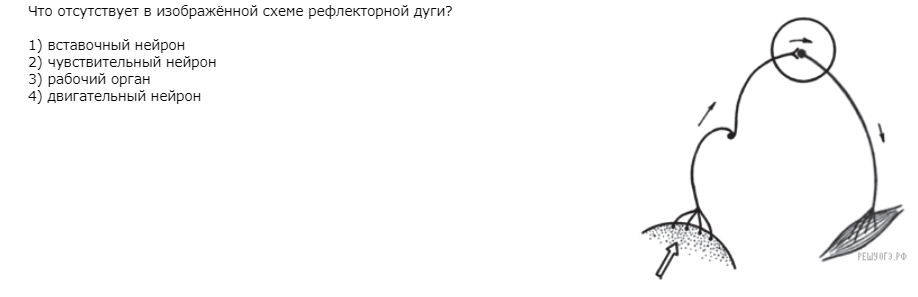 Что отсутствует в изображённой схеме рефлекторной дуги?
1) вставочный нейрон
2) чувствительный нейрон
3) рабочий орган
4) двигательный нейрон
РЕШУОГЭ.РФ